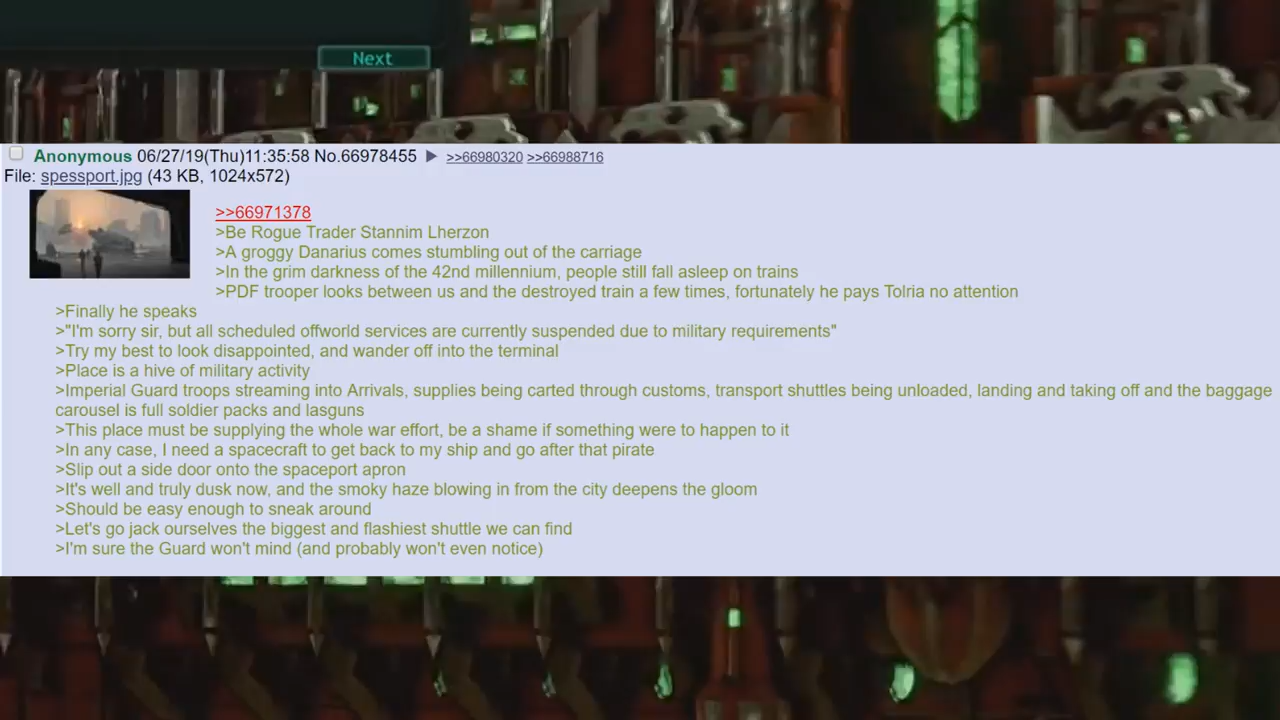 Next
Anonymous 06/27/19(Thu)11:35:58 No.66978455 ▶ >>66980320 >>66988716
File: spessport.jpg (43 KB, 1024x572)
>>66971378
>Be Rogue Trader Stannim Lherzon
>A groggy Danarius comes stumbling out of the carriage
>In the grim darkness of the 42nd millennium, people still fall asleep on trains
>PDF trooper looks between us and the destroyed train a few times, fortunately he pays Tolria no attention
>Finally he speaks
>"I'm sorry sir, but all scheduled offworld services are currently suspended due to military requirements"
>Try my best to look disappointed, and wander off into the terminal
>Place is a hive of military activity
>Imperial Guard troops streaming into Arrivals, supplies being carted through customs, transport shuttles being unloaded, landing and taking off and the baggage
carousel is full soldier packs and lasguns
>This place must be supplying the whole war effort, be a shame if something were to happen to it
>In any case, I need a spacecraft to get back to my ship and go after that pirate
>Slip out a side door onto the spaceport apron
>It's well and truly dusk now, and the smoky haze blowing in from the city deepens the gloom
>Should be easy enough to sneak around
>Let's go jack ourselves the biggest and flashiest shuttle we can find
>I'm sure the Guard won't mind (and probably won't even notice)